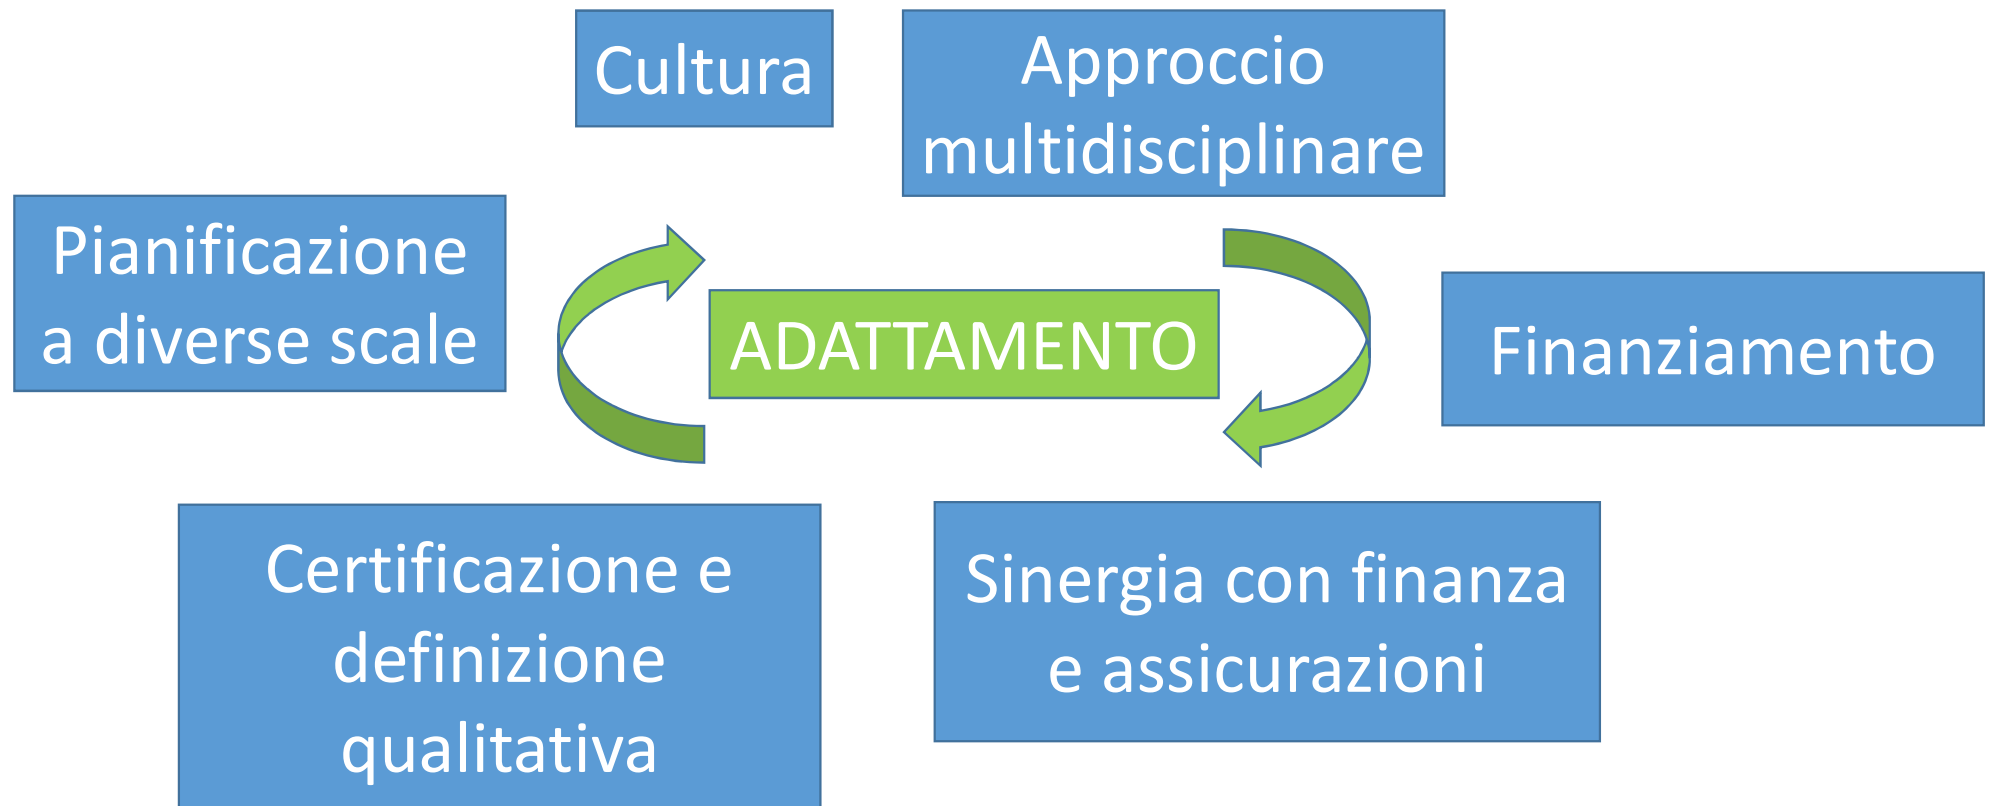 Cultura
Approccio
multidisciplinare
Pianificazione
a diverse scale
ADATTAMENTO
Finanziamento
Certificazione e
definizione
qualitativa
Sinergia con finanza
e assicurazioni